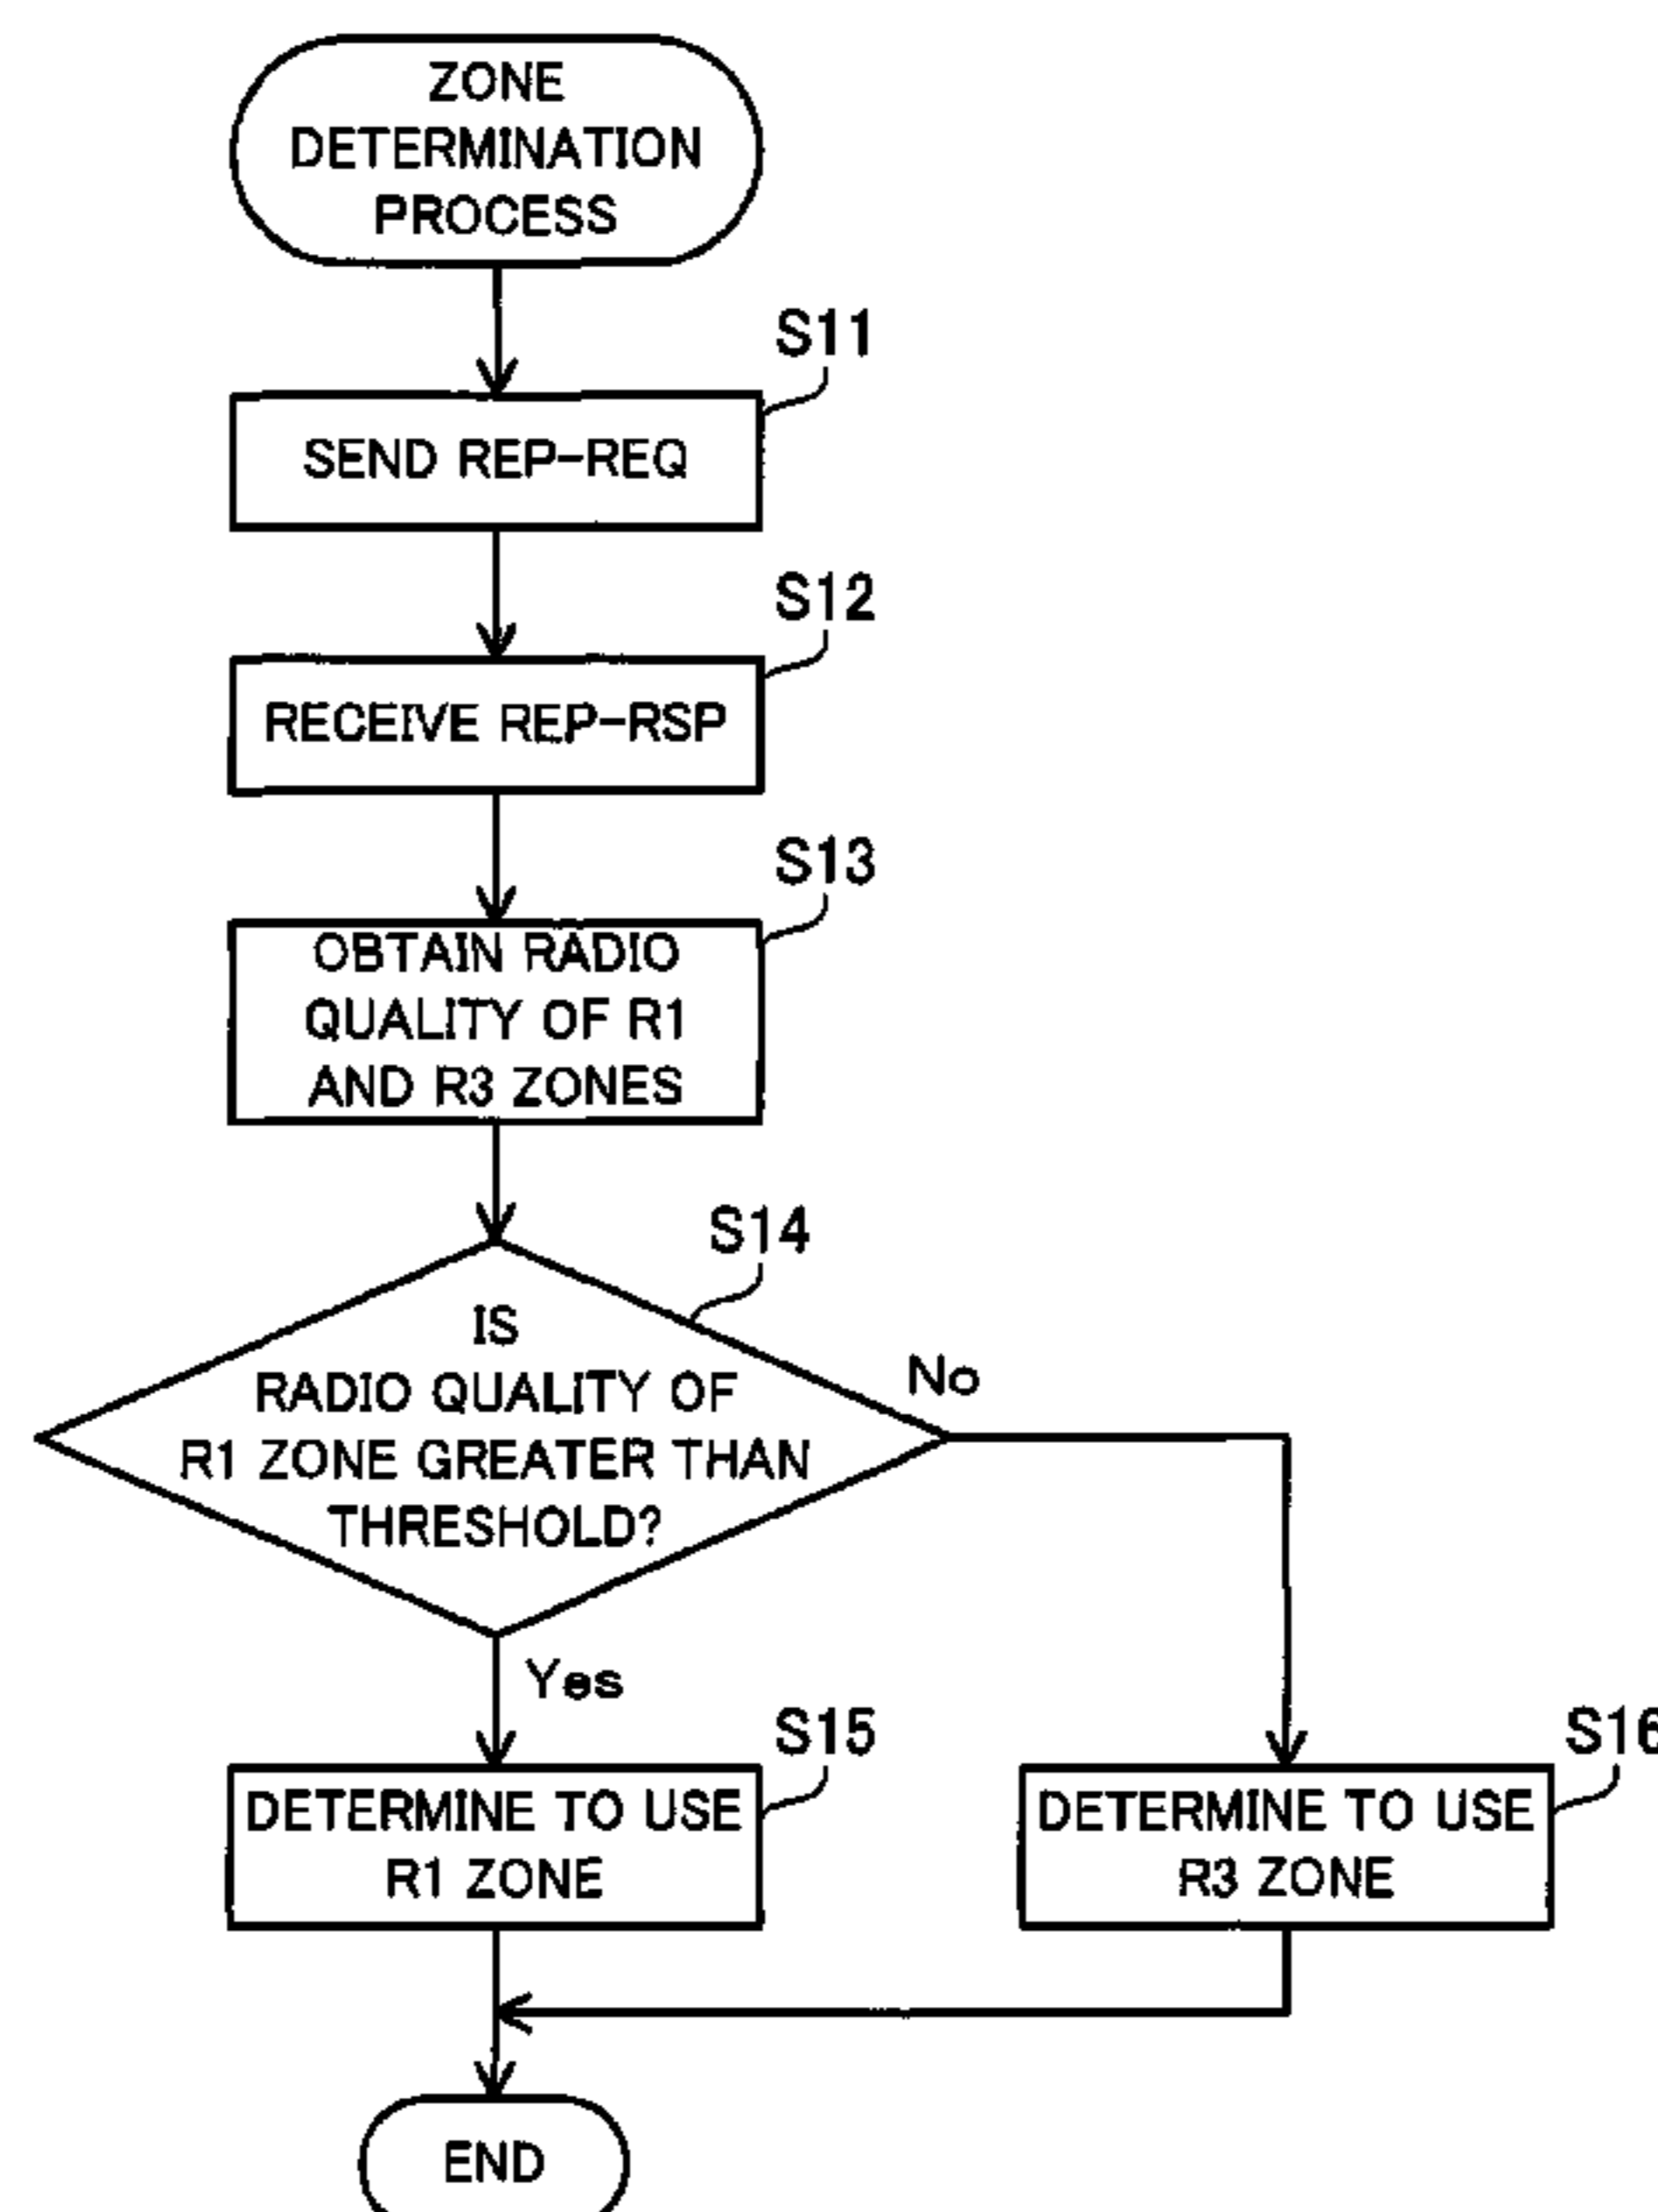 ZONE
DETERMINATION
PROCESS
S11
SEND REP-REQ
S12
RECEIVE REP-RSP
S13
OBTAIN RADIO
QUALITY OF R1
AND R3 ZONES
S14
IS
RADIO QUALITY OF
R1 ZONE GREATER THAN
THRESHOLD?
No
Yes
S15
DETERMINE TO USE
R1 ZONE
S16
DETERMINE TO USE
R3 ZONE
END